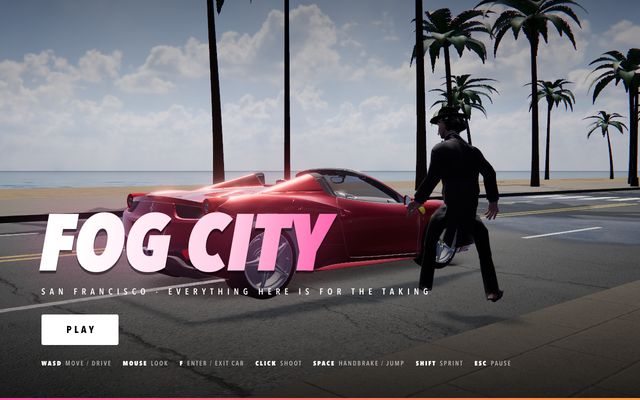 FOG CITY
SAN FRANCISCO · EVERYTHING HERE IS FOR THE TAKING
PLAY
WASD MOVE / DRIVE MOUSE LOOK F ENTER / EXIT CAR CLICK SHOOT SPACE HANDBRAKE / JUMP SHIFT SPRINT ESC PAUSE